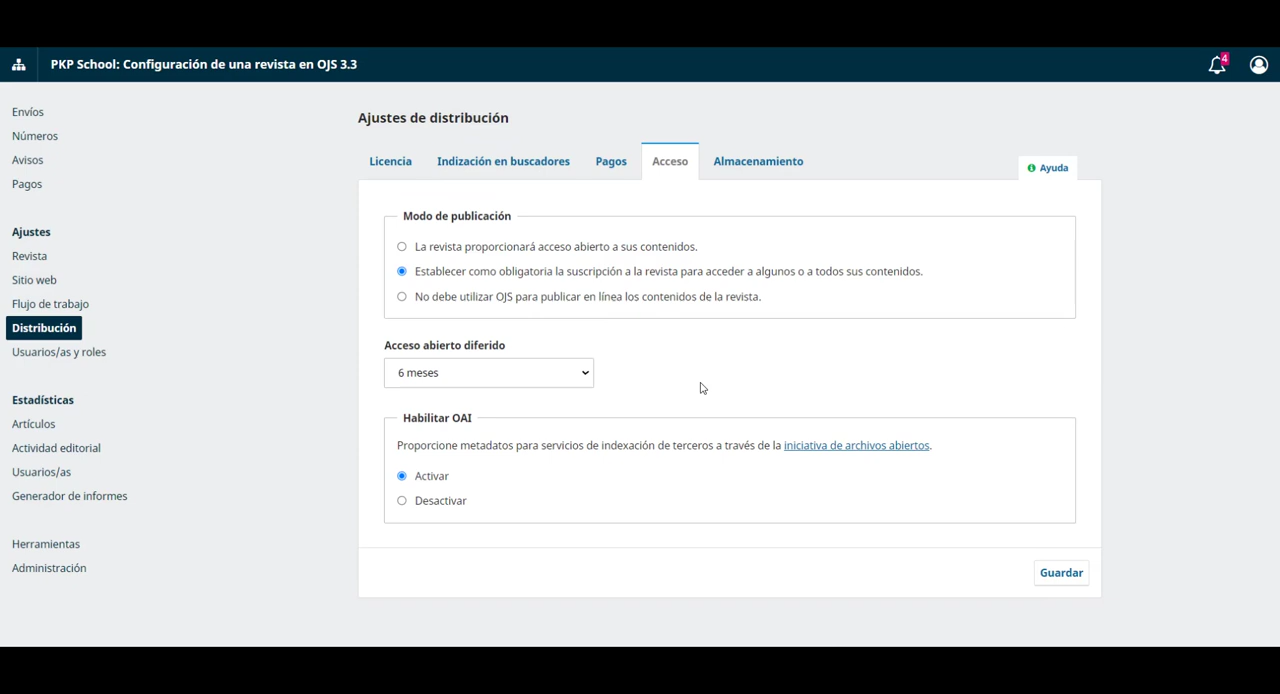 PKP School: Configuración de una revista en OJS 3.3
4
Envíos
Números
Avisos
Pagos
Ajustes
Revista
Sitio web
Flujo de trabajo
Distribución
Usuarios/as y roles
Estadísticas
Artículos
Actividad editorial
Usuarios/as
Generador de informes
Herramientas
Administración
Ajustes de distribución
Licencia Indización en buscadores Pagos Acceso Almacenamiento
Ayuda
Modo de publicación
La revista proporcionará acceso abierto a sus contenidos.
Establecer como obligatoria la suscripción a la revista para acceder a algunos o a todos sus contenidos.
No debe utilizar OJS para publicar en línea los contenidos de la revista.
Acceso abierto diferido
6 meses
Habilitar OAI
Proporcione metadatos para servicios de indexación de terceros a través de la iniciativa de archivos abiertos.
Activar
Desactivar
Guardar